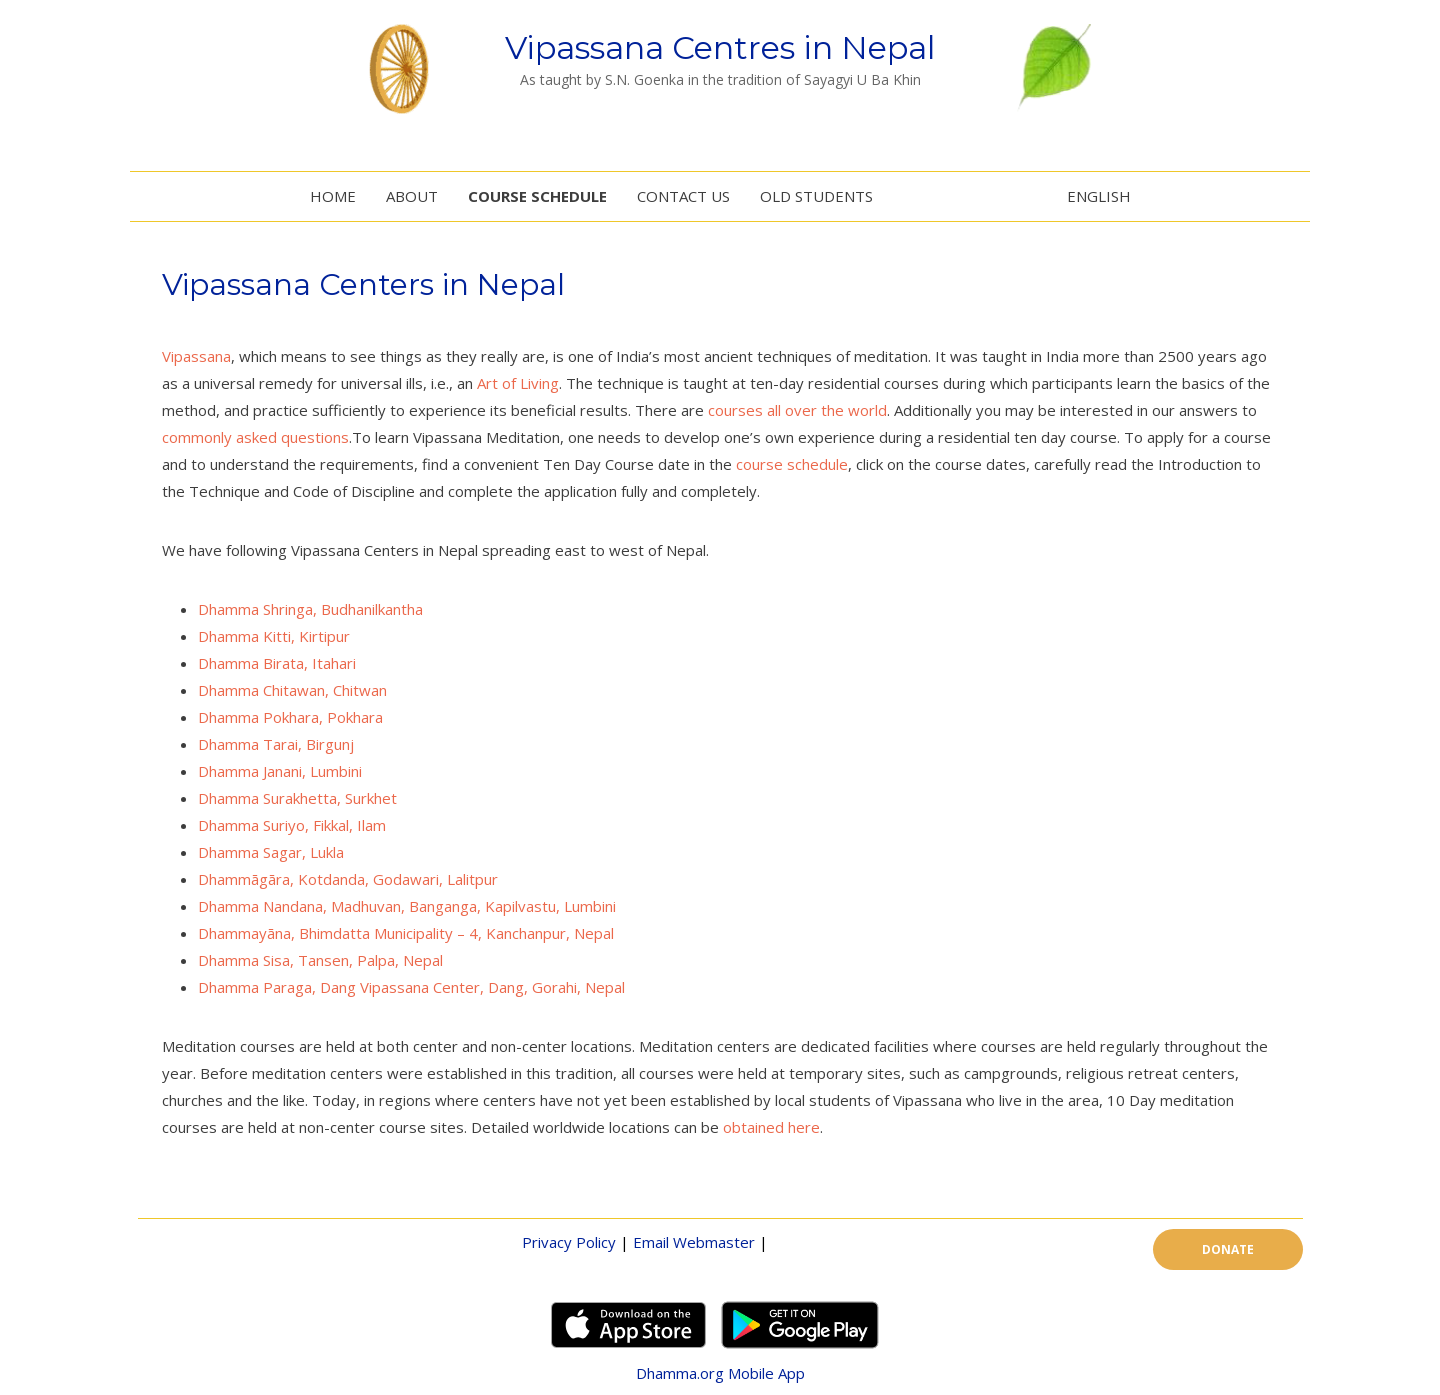 Vipassana Centres in Nepal
As taught by S.N. Goenka in the tradition of Sayagyi U Ba Khin
HOME ABOUT COURSE SCHEDULE CONTACT US OLD STUDENTS ENGLISH
Vipassana Centers in Nepal
Vipassana, which means to see things as they really are, is one of India’s most ancient techniques of meditation. It was taught in India more than 2500 years ago
as a universal remedy for universal ills, i.e., an Art of Living. The technique is taught at ten-day residential courses during which participants learn the basics of the
method, and practice sufficiently to experience its beneficial results. There are courses all over the world. Additionally you may be interested in our answers to
commonly asked questions.To learn Vipassana Meditation, one needs to develop one’s own experience during a residential ten day course. To apply for a course
and to understand the requirements, find a convenient Ten Day Course date in the course schedule, click on the course dates, carefully read the Introduction to
the Technique and Code of Discipline and complete the application fully and completely.
We have following Vipassana Centers in Nepal spreading east to west of Nepal.
Dhamma Shringa, Budhanilkantha
Dhamma Kitti, Kirtipur
Dhamma Birata, Itahari
Dhamma Chitawan, Chitwan
Dhamma Pokhara, Pokhara
Dhamma Tarai, Birgunj
Dhamma Janani, Lumbini
Dhamma Surakhetta, Surkhet
Dhamma Suriyo, Fikkal, Ilam
Dhamma Sagar, Lukla
Dhammāgāra, Kotdanda, Godawari, Lalitpur
Dhamma Nandana, Madhuvan, Banganga, Kapilvastu, Lumbini
Dhammayāna, Bhimdatta Municipality – 4, Kanchanpur, Nepal
Dhamma Sisa, Tansen, Palpa, Nepal
Dhamma Paraga, Dang Vipassana Center, Dang, Gorahi, Nepal
Meditation courses are held at both center and non-center locations. Meditation centers are dedicated facilities where courses are held regularly throughout the
year. Before meditation centers were established in this tradition, all courses were held at temporary sites, such as campgrounds, religious retreat centers,
churches and the like. Today, in regions where centers have not yet been established by local students of Vipassana who live in the area, 10 Day meditation
courses are held at non-center course sites. Detailed worldwide locations can be obtained here.
Privacy Policy | Email Webmaster |
DONATE
Download on the
App Store
GET IT ON
Google Play
Dhamma.org Mobile App